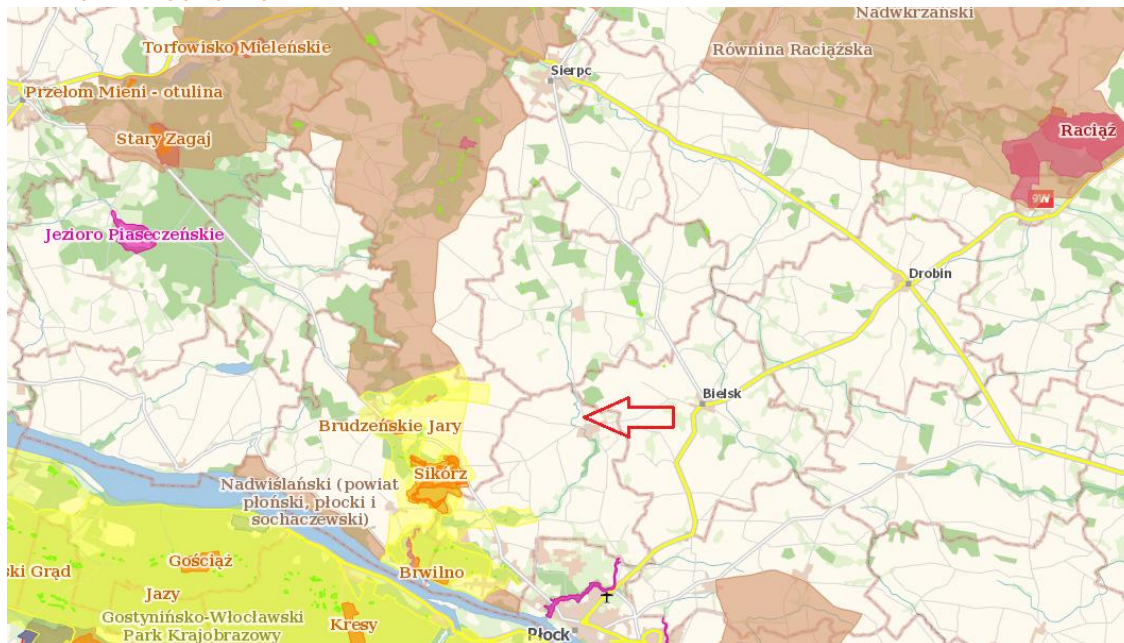 Nadwkrzański
Torfowisko Mieleńskie
Równina Raciąska
Sierpc
Przełom Mieni - otulina
Stary Zagaj
Raciąż
Jezioro Piaseczeńskie
Drobin
Bielsk
Brudzeńskie Jary
Sikórz
Nadwiślański (powiat
płoński, płocki i
sochaczewski)
Gościąż
ski Grąd
Brwilno
Jazy
Gostynińsko-Włocławski
Park Krajobrazowy
Kresy
Płock